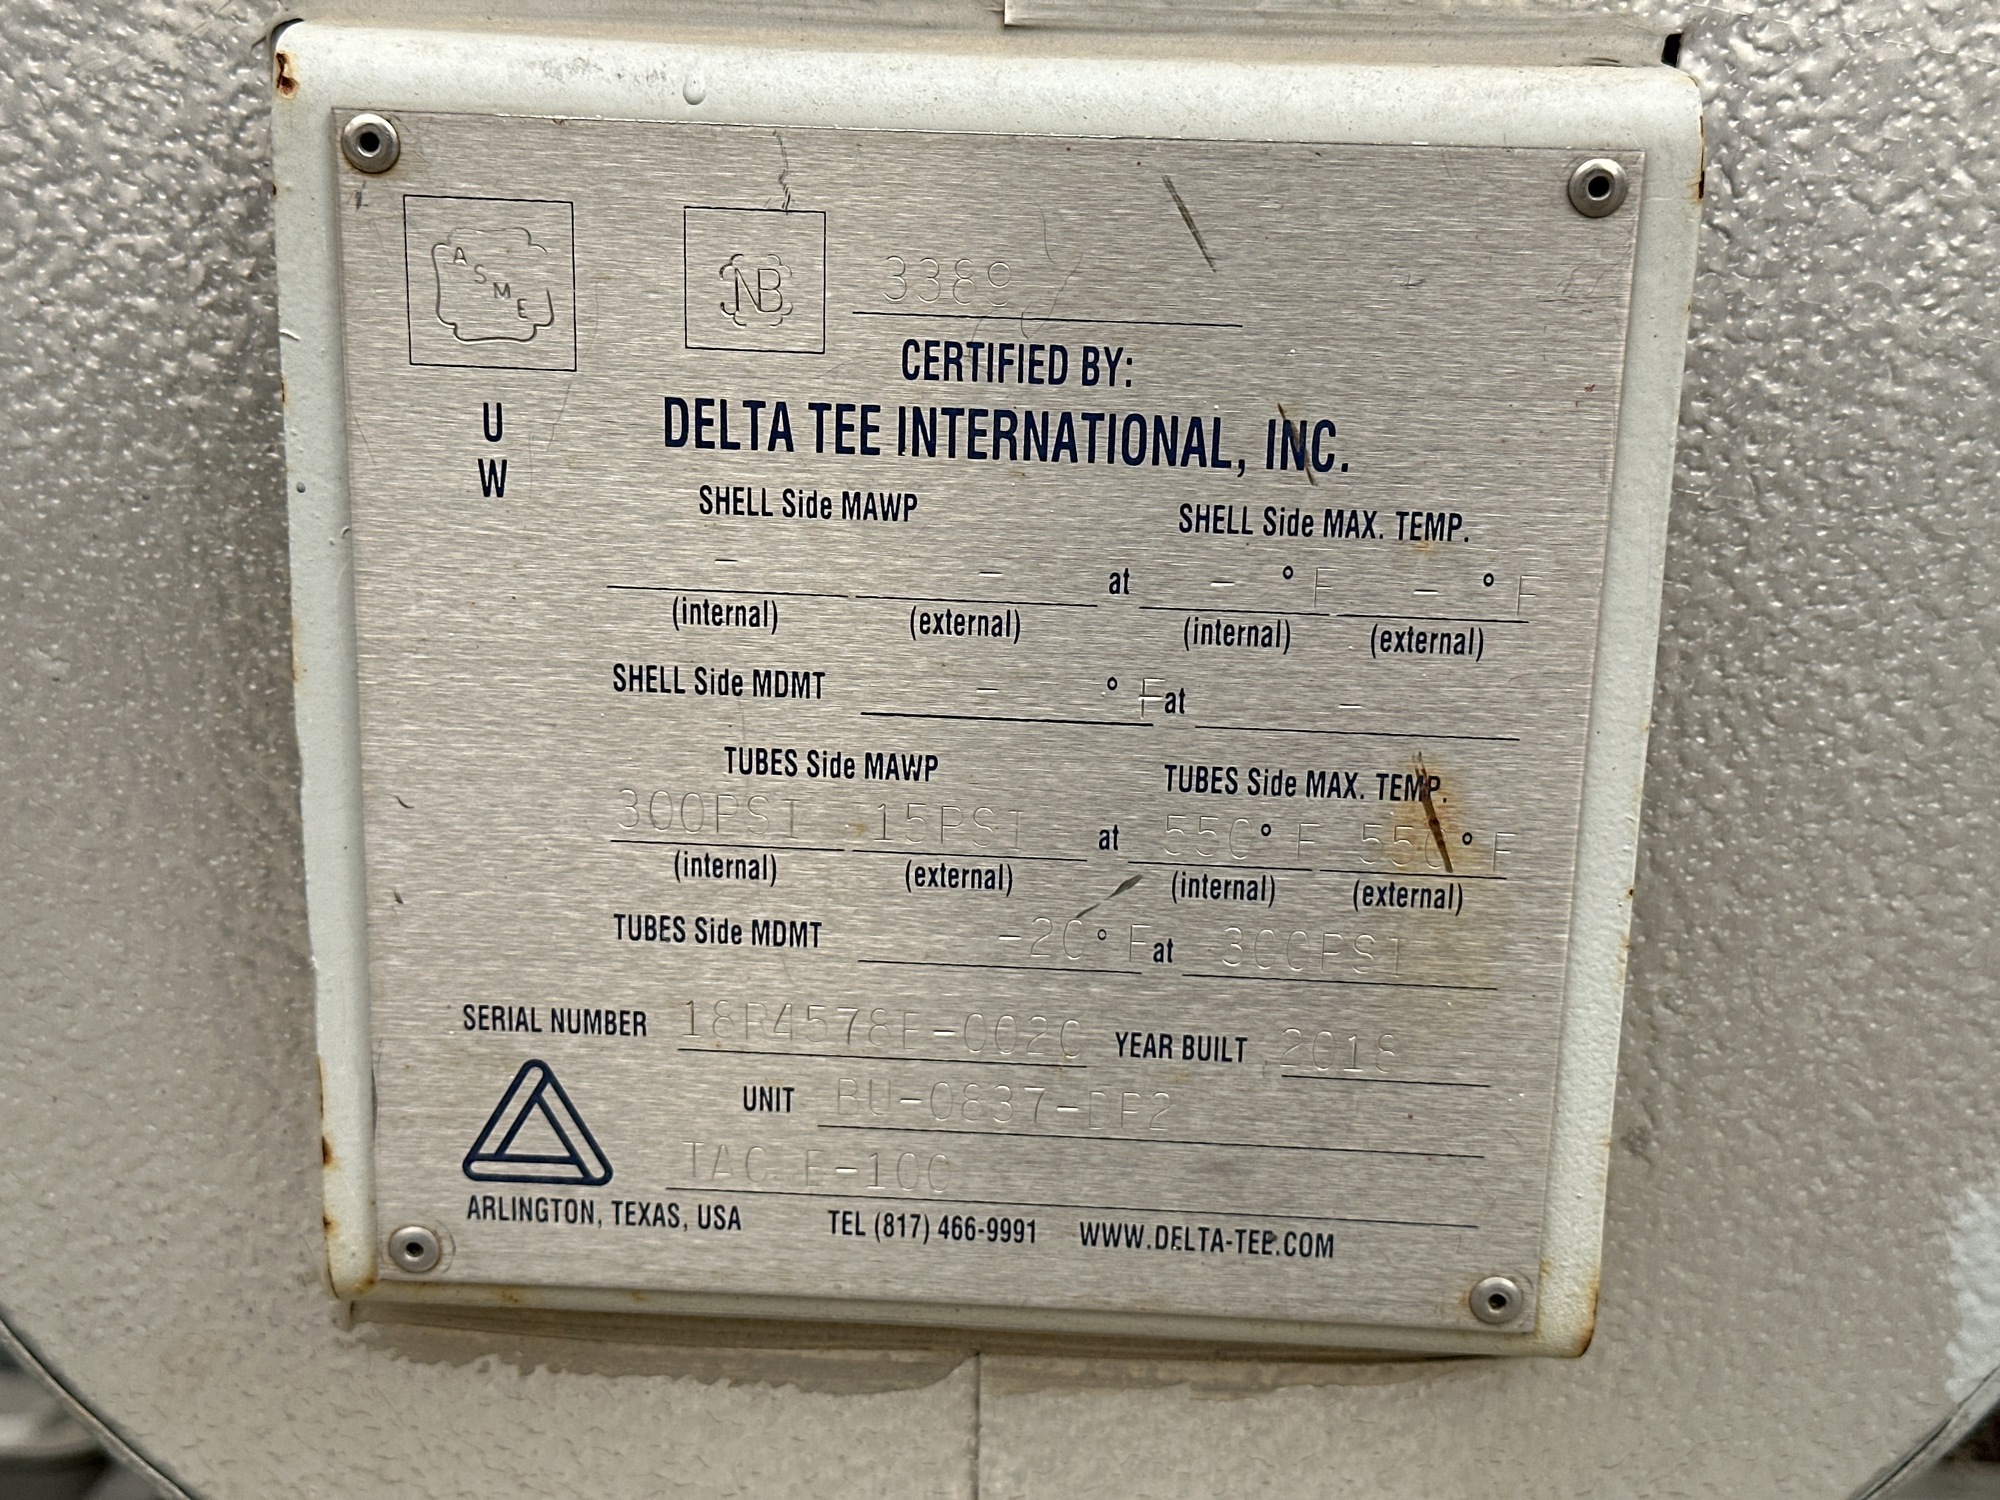 ASME NB 3389
CERTIFIED BY:
U DELTA TEE INTERNATIONAL, INC.
W
SHELL Side MAWP SHELL Side MAX. TEMP.
- - at - ° F - ° F
(internal) (external) (internal) (external)
SHELL Side MDMT - ° F at -
TUBES Side MAWP TUBES Side MAX. TEMP.
300PSI 15PSI at 550° F 550° F
(internal) (external) (internal) (external)
TUBES Side MDMT -20° F at 300PSI
SERIAL NUMBER YEAR BUILT 2018
UNIT
E-100
ARLINGTON, TEXAS, USA TEL (817) 466-9991 WWW.DELTA-TEE.COM